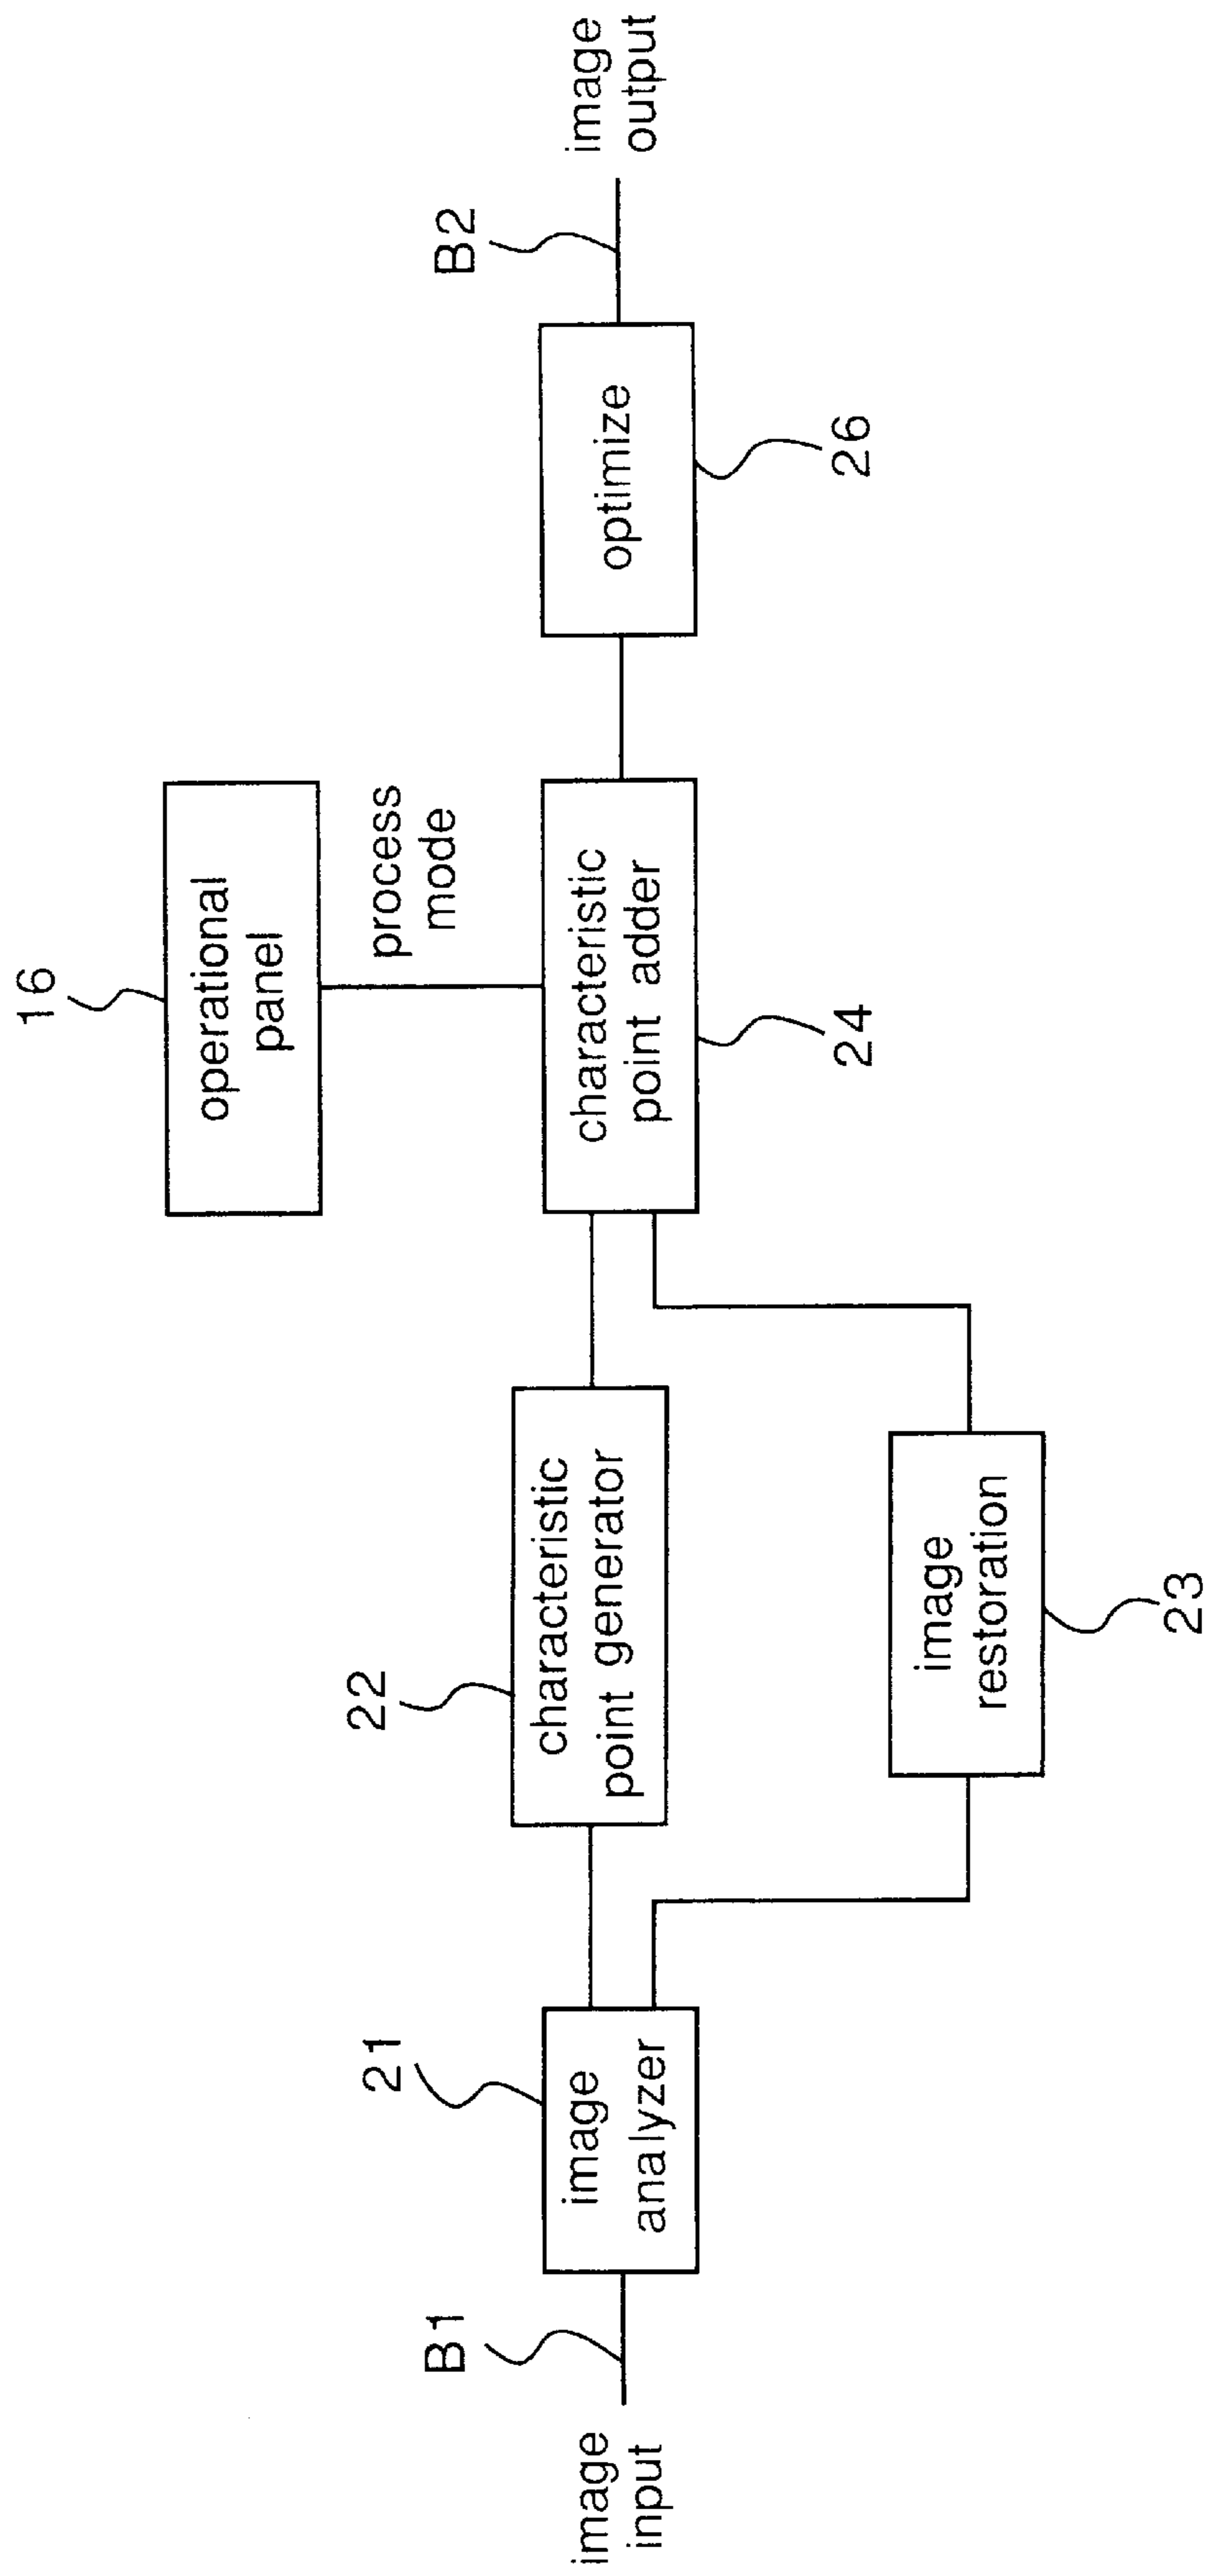 image
input
B1
21
image
analyzer
22
characteristic
point generator
image
restoration
23
16
operational
panel
process
mode
characteristic
point adder
24
optimize
26
B2
image
output